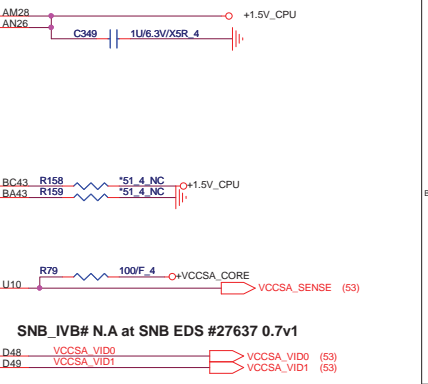 AM28 +1.5V_CPU
AN26
C349 1U/6.3V/X5R_4
BC43 R158 *51_4_NC +1.5V_CPU
BA43 R159 *51_4_NC
R79 100/F_4 +VCCSA_CORE
U10 VCCSA_SENSE (53)
SNB_IVB# N.A at SNB EDS #27637 0.7v1
D48 VCCSA_VID0 VCCSA_VID0 (53)
D49 VCCSA_VID1 VCCSA_VID1 (53)